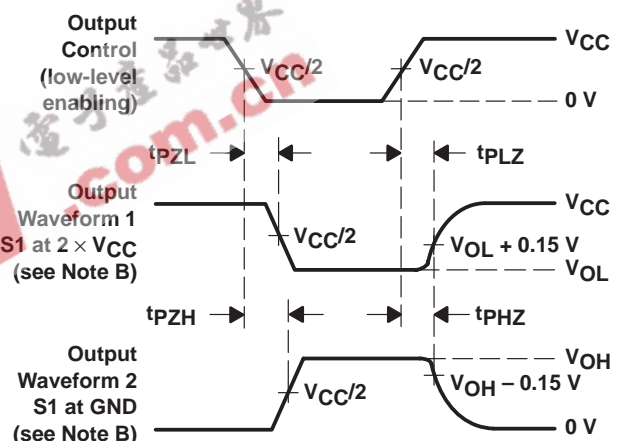 Output
Control
(low-level
enabling)
VCC/2
VCC/2
VCC
0 V
tPZL
tPLZ
Output
Waveform 1
S1 at 2 × VCC
(see Note B)
VCC/2
VCC
VOL + 0.15 V
VOL
tPZH
tPHZ
Output
Waveform 2
S1 at GND
(see Note B)
VCC/2
VOH
VOH – 0.15 V
0 V
.com.cn